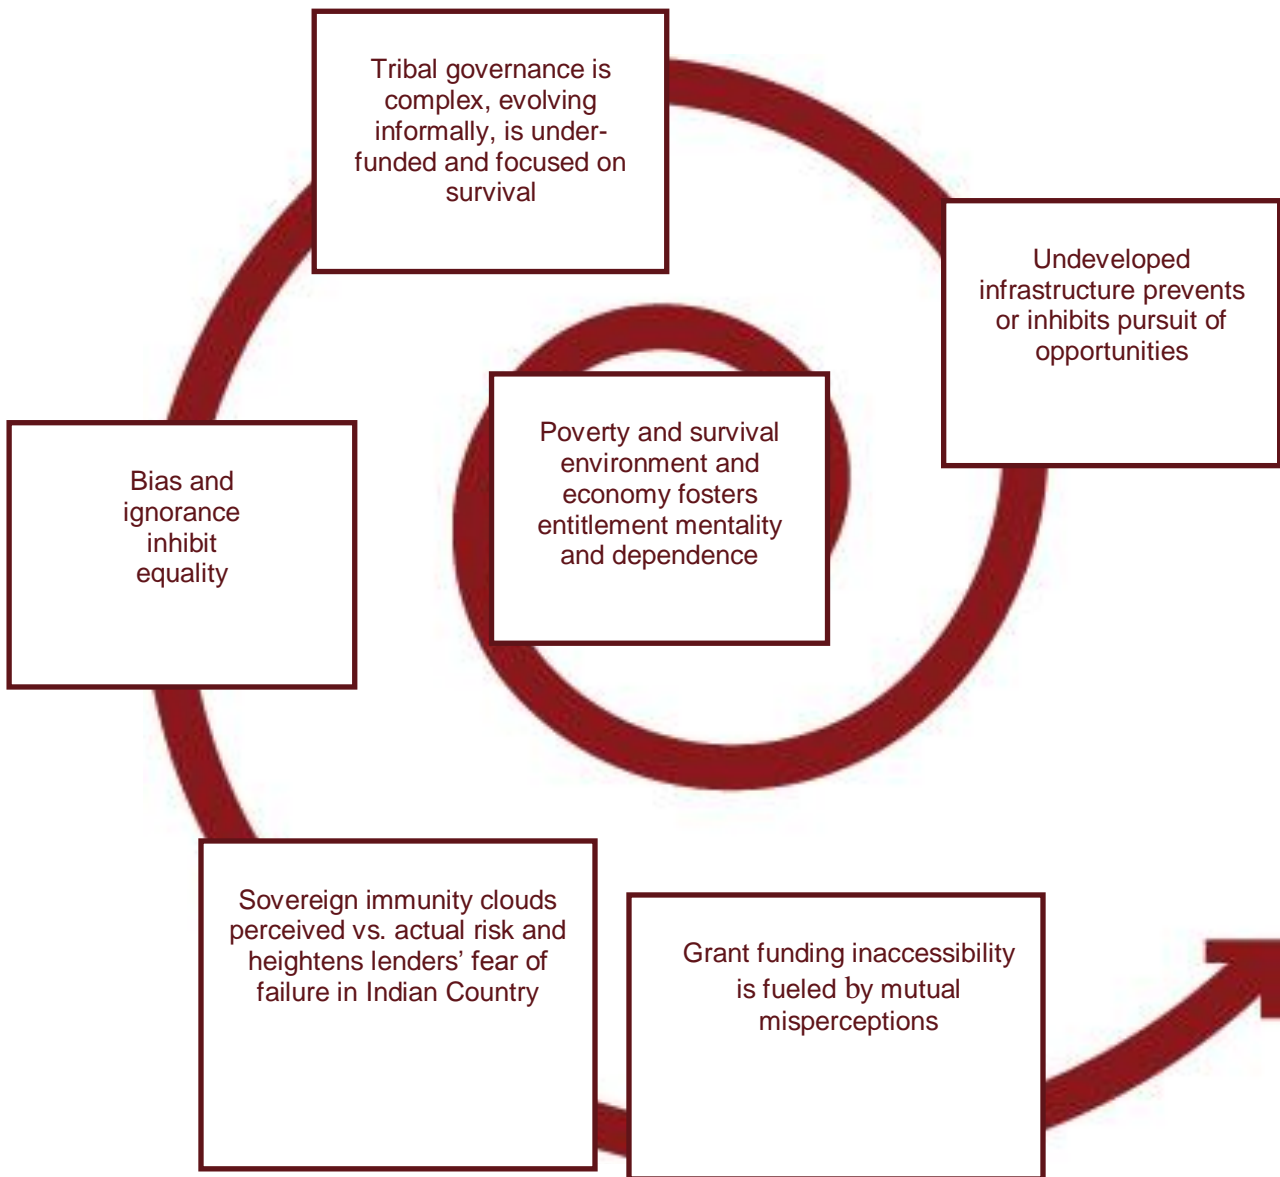 Tribal governance is
complex, evolving
informally, is under-
funded and focused on
survival
Undeveloped
infrastructure prevents
or inhibits pursuit of
opportunities
Poverty and survival
environment and
economy fosters
entitlement mentality
and dependence
Bias and
ignorance
inhibit
equality
Sovereign immunity clouds
perceived vs. actual risk and
heightens lenders’ fear of
failure in Indian Country
Grant funding inaccessibility
is fueled by mutual
misperceptions